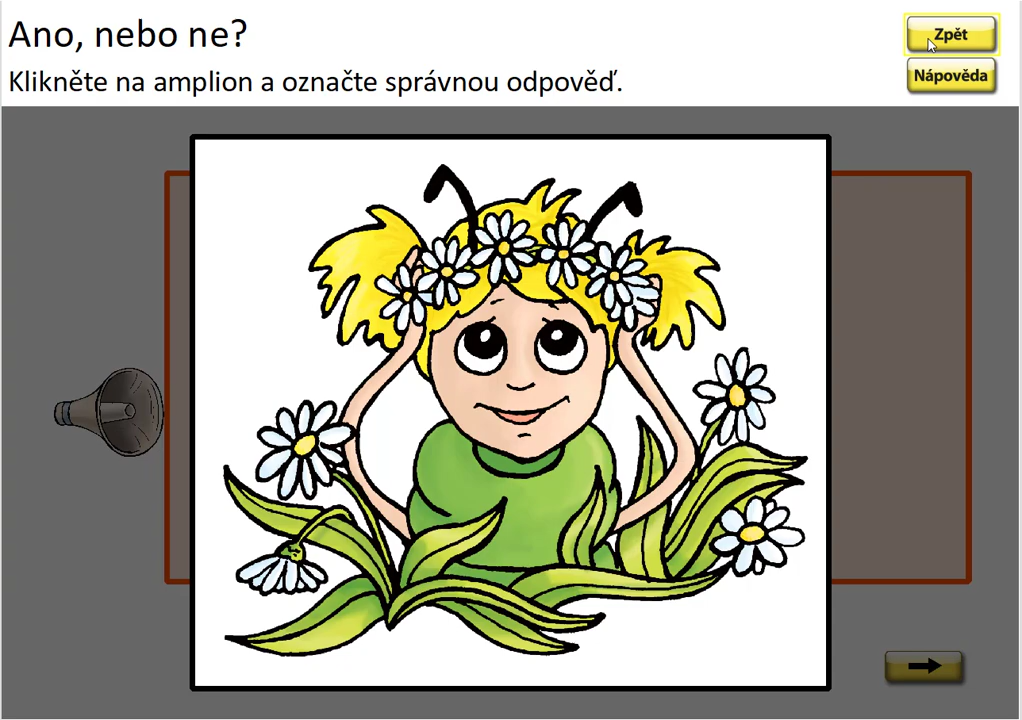 Ano, nebo ne?
Zpět
Klikněte na amplion a označte správnou odpověď.
Nápověda